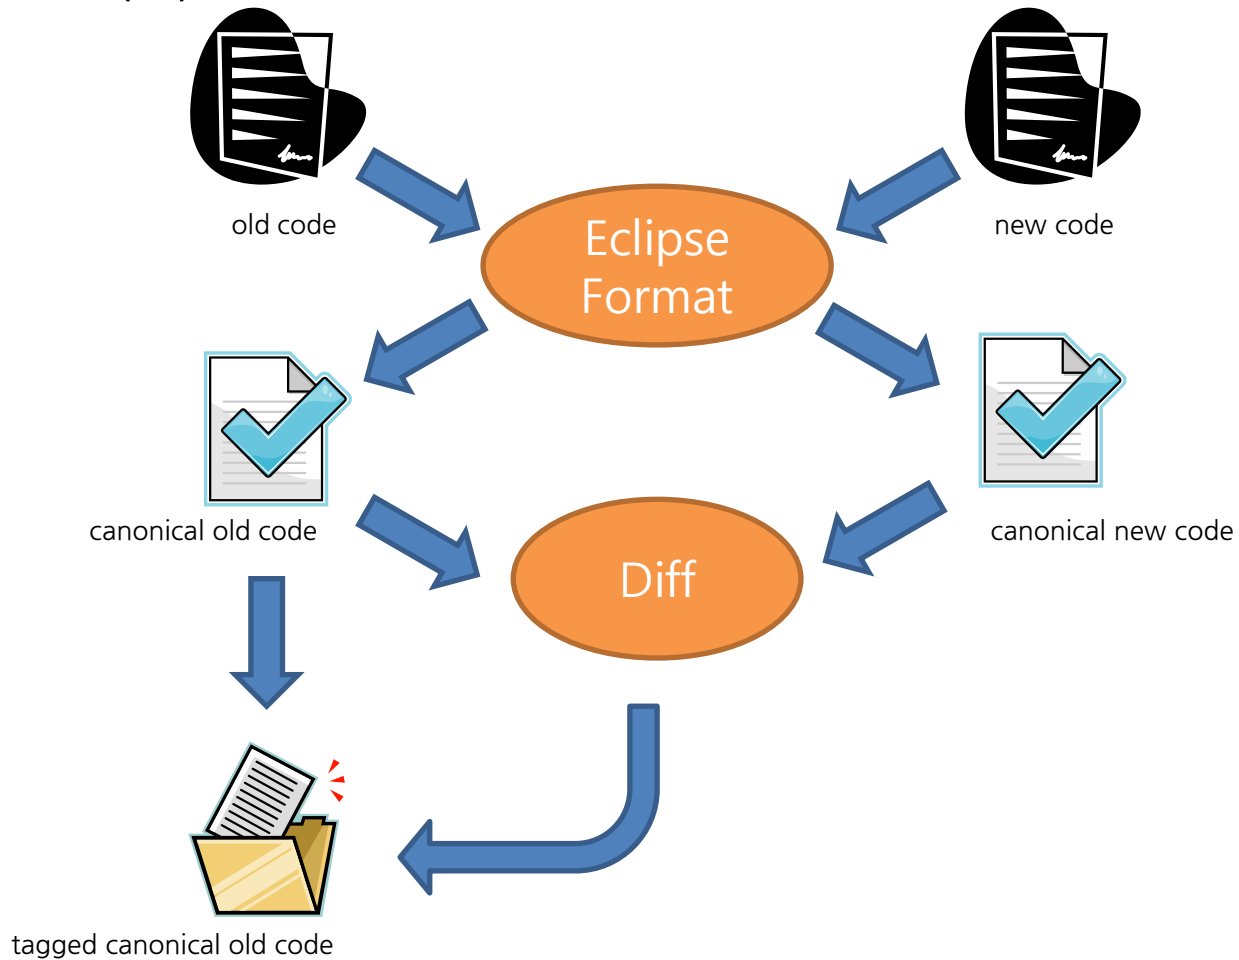 old code
new code
Eclipse
Format
canonical old code
canonical new code
Diff
tagged canonical old code